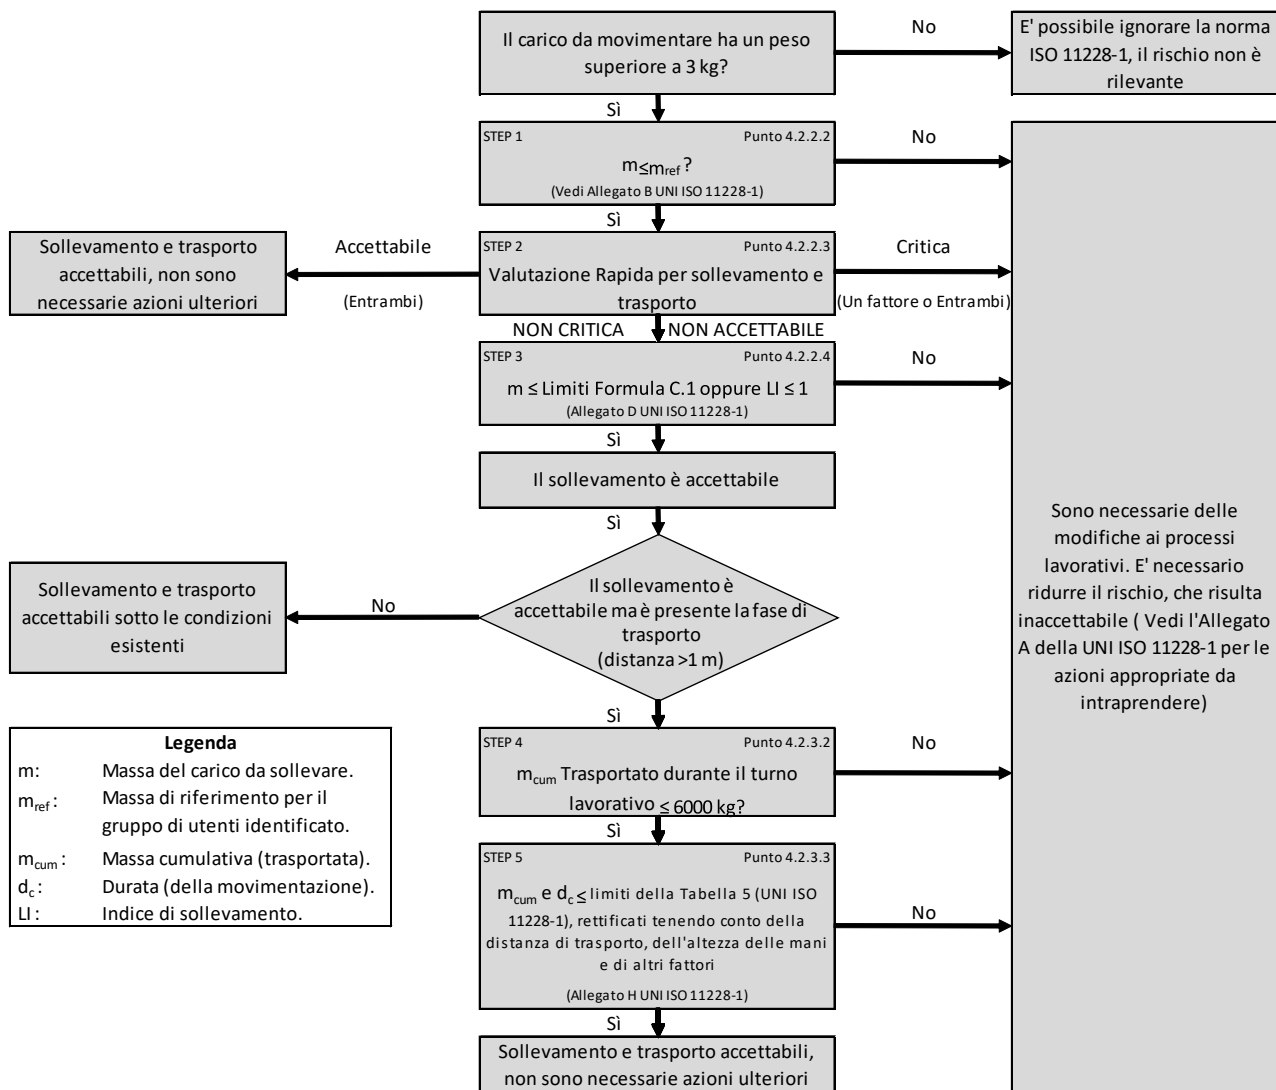 Il carico da movimentare ha un peso
superiore a 3 kg?
No
E' possibile ignorare la norma
ISO 11228-1, il rischio non è
rilevante
Sì
STEP 1 Punto 4.2.2.2
m≤mref ?
(Vedi Allegato B UNI ISO 11228-1)
No
Sì
Sollevamento e trasporto
accettabili, non sono
necessarie azioni ulteriori
Accettabile
(Entrambi)
STEP 2 Punto 4.2.2.3
Valutazione Rapida per sollevamento e
trasporto
Critica
(Un fattore o Entrambi)
NON CRITICA NON ACCETTABILE
STEP 3 Punto 4.2.2.4
m ≤ Limiti Formula C.1 oppure LI ≤ 1
(Allegato D UNI ISO 11228-1)
No
Sì
Il sollevamento è accettabile
Sì
Sollevamento e trasporto
accettabili sotto le condizioni
esistenti
No
Il sollevamento è
accettabile ma è presente la fase di
trasporto
(distanza >1 m)
Sono necessarie delle
modifiche ai processi
lavorativi. E' necessario
ridurre il rischio, che risulta
inaccettabile ( Vedi l'Allegato
A della UNI ISO 11228-1 per le
azioni appropriate da
intraprendere)
Sì
STEP 4 Punto 4.2.3.2
mcum Trasportato durante il turno
lavorativo ≤ 6000 kg?
No
Sì
STEP 5 Punto 4.2.3.3
mcum e dc ≤ limiti della Tabella 5 (UNI ISO
11228-1), rettificati tenendo conto della
distanza di trasporto, dell'altezza delle mani
e di altri fattori
(Allegato H UNI ISO 11228-1)
No
Sì
Sollevamento e trasporto accettabili,
non sono necessarie azioni ulteriori
Legenda
m: Massa del carico da sollevare.
mref : Massa di riferimento per il
gruppo di utenti identificato.
mcum : Massa cumulativa (trasportata).
dc : Durata (della movimentazione).
LI : Indice di sollevamento.